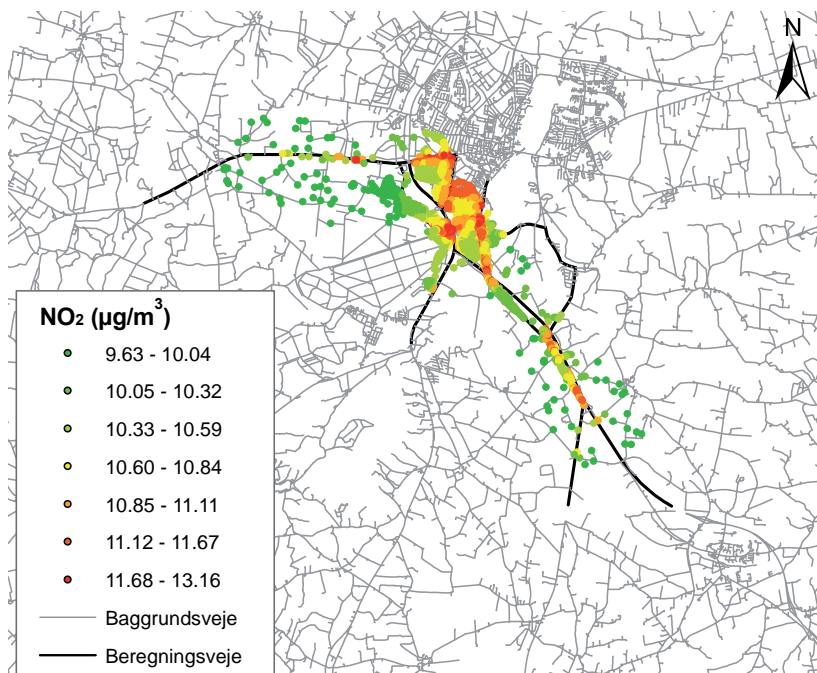 N
NO₂ (µg/m³)
9.63 - 10.04
10.05 - 10.32
10.33 - 10.59
10.60 - 10.84
10.85 - 11.11
11.12 - 11.67
11.68 - 13.16
Baggrundsveje
Beregningsveje